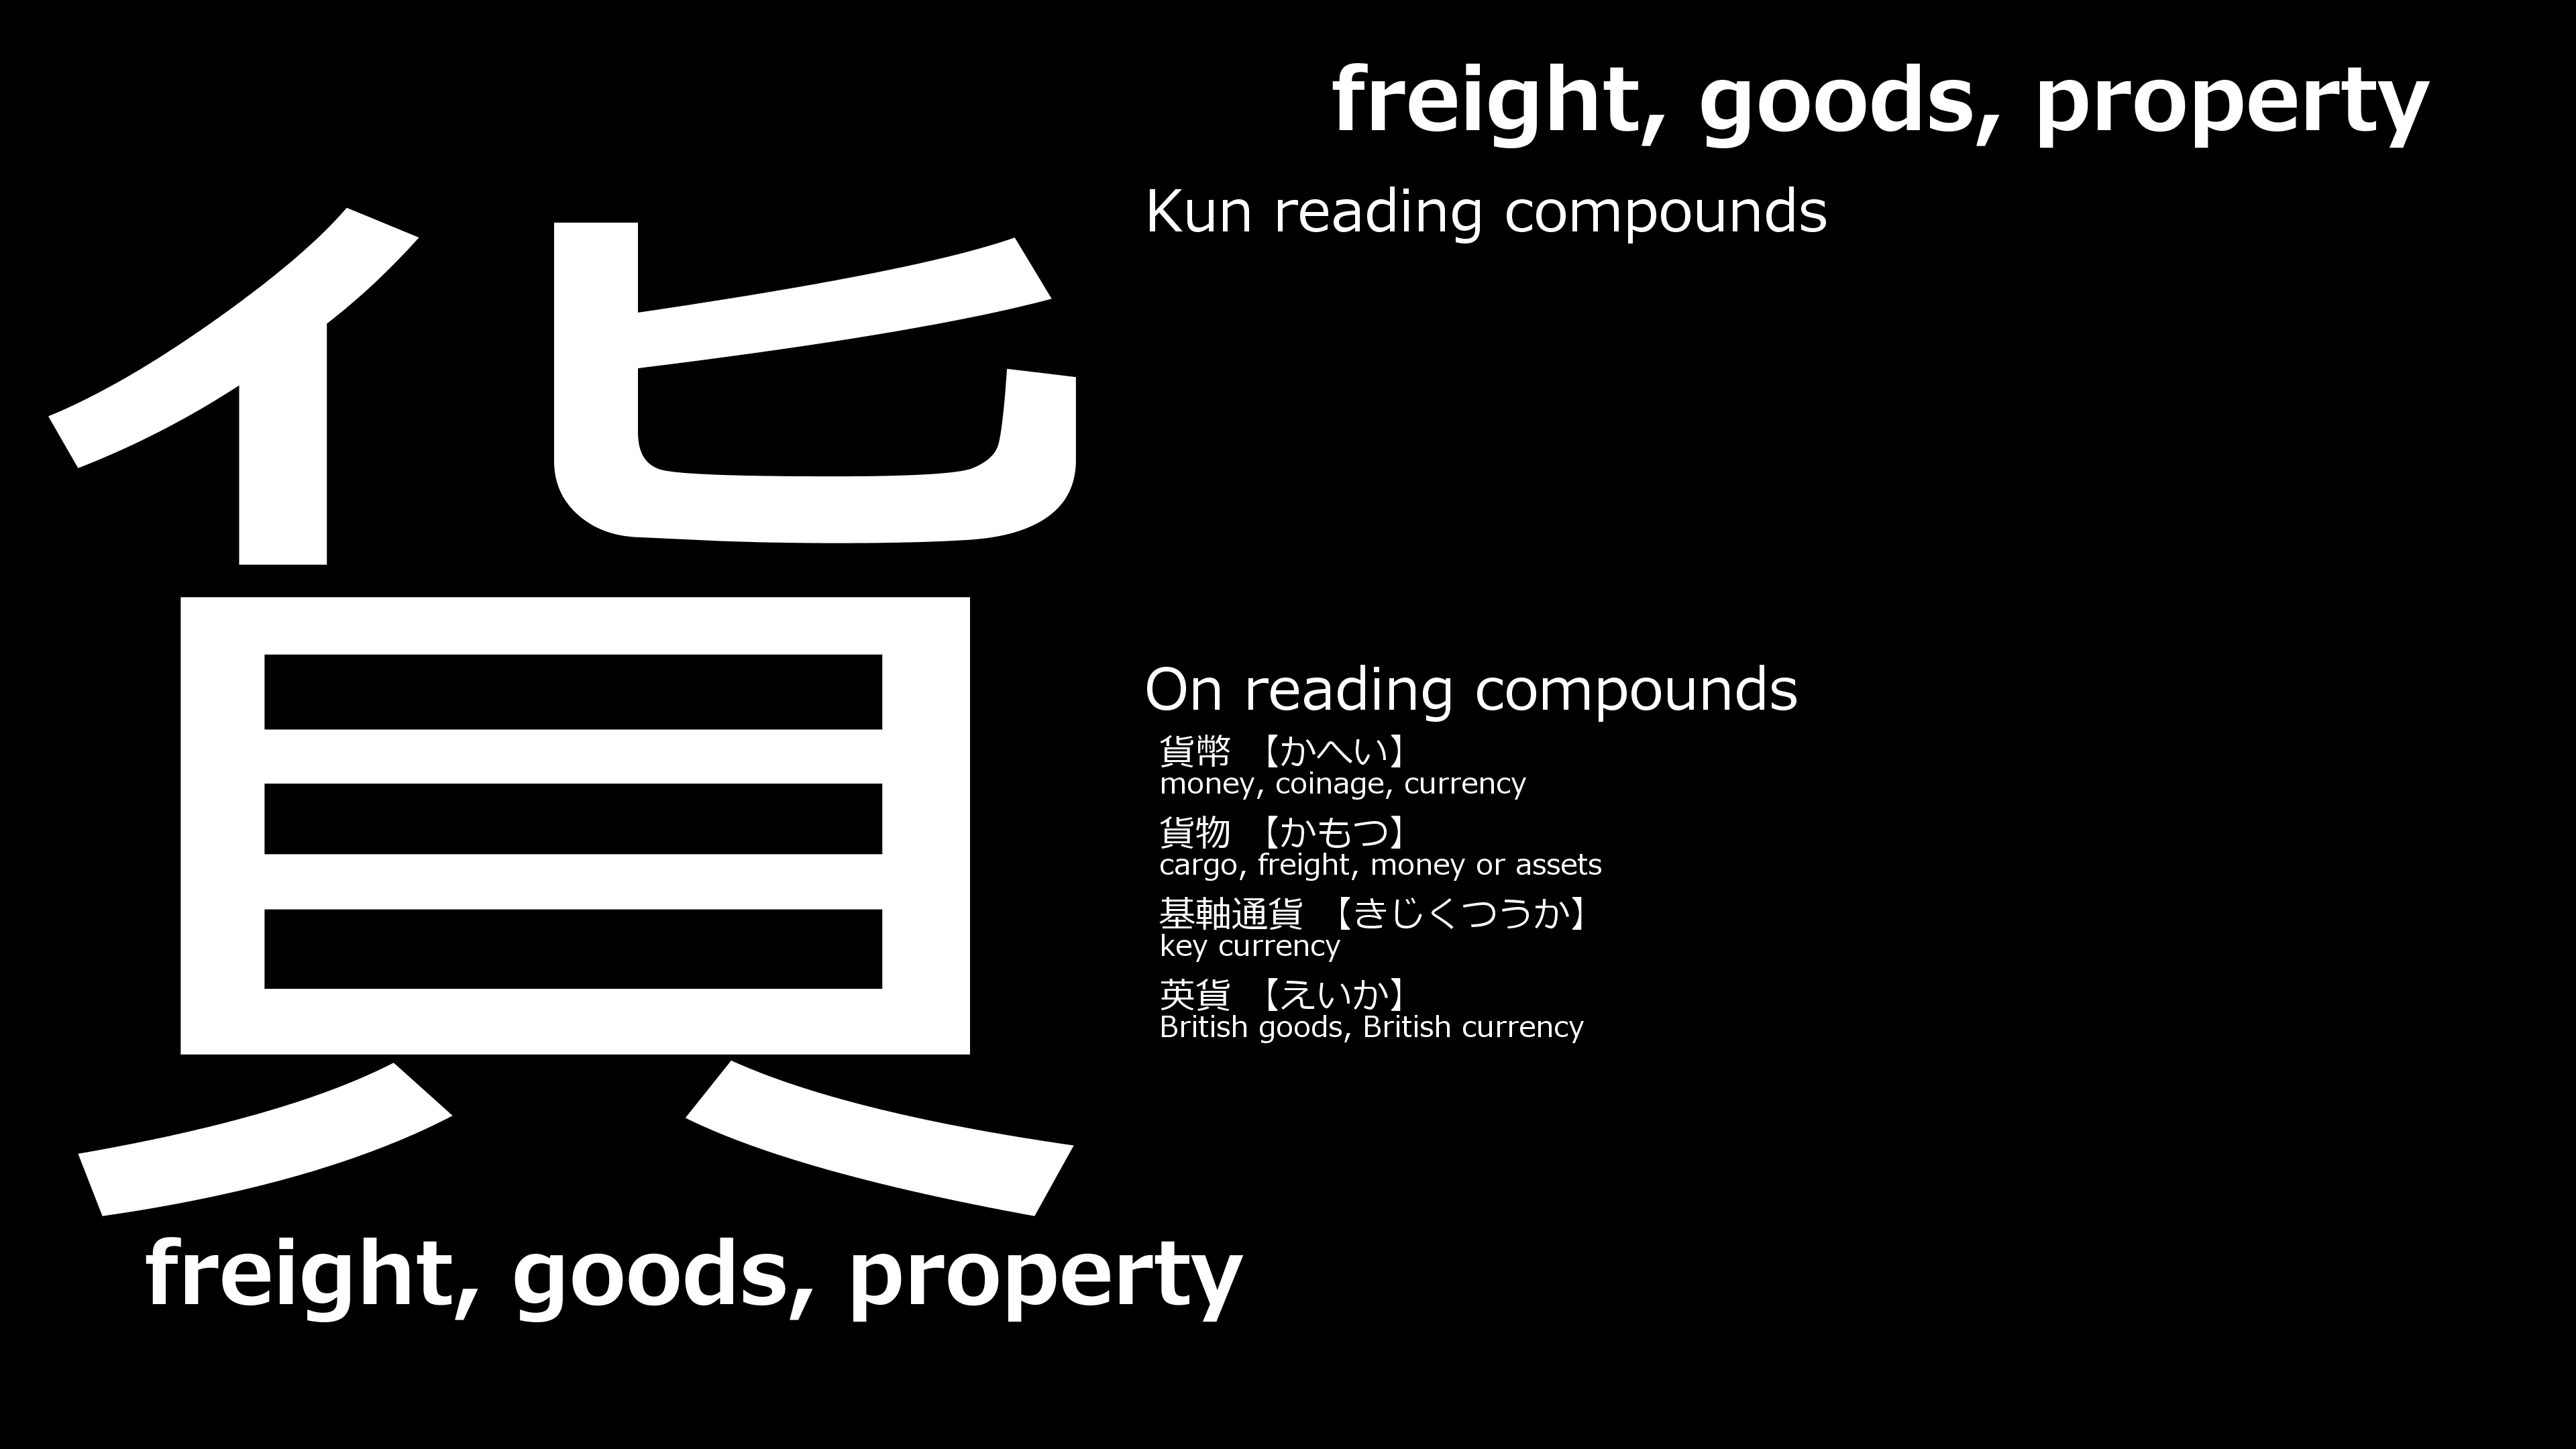 貨
freight, goods, property
freight, goods, property
Kun reading compounds
On reading compounds
貨幣 【かへい】
money, coinage, currency
貨物 【かもつ】
cargo, freight, money or assets
基軸通貨 【きじくつうか】
key currency
英貨 【えいか】
British goods, British currency